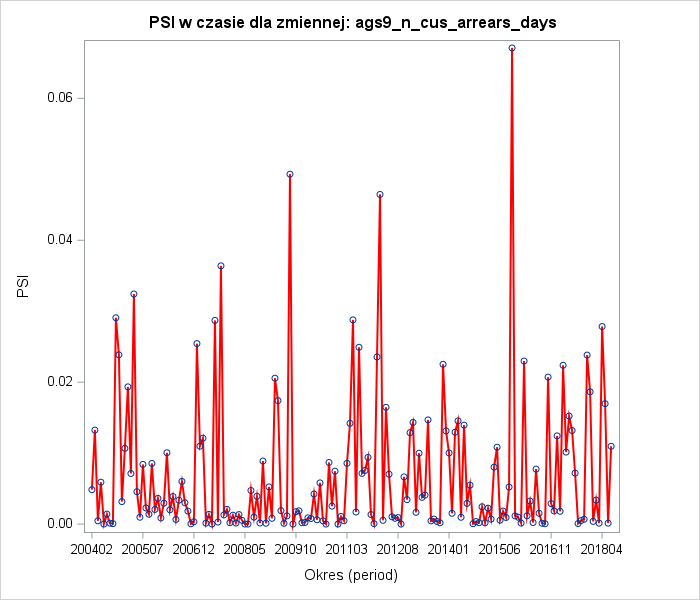 PSI w czasie dla zmiennej: ags9_n_cus_arrears_days
0.06
0.04
0.02
0.00
PSI
200402 200507 200612 200805 200910 201103 201208 201401 201506 201611 201804
Okres (period)